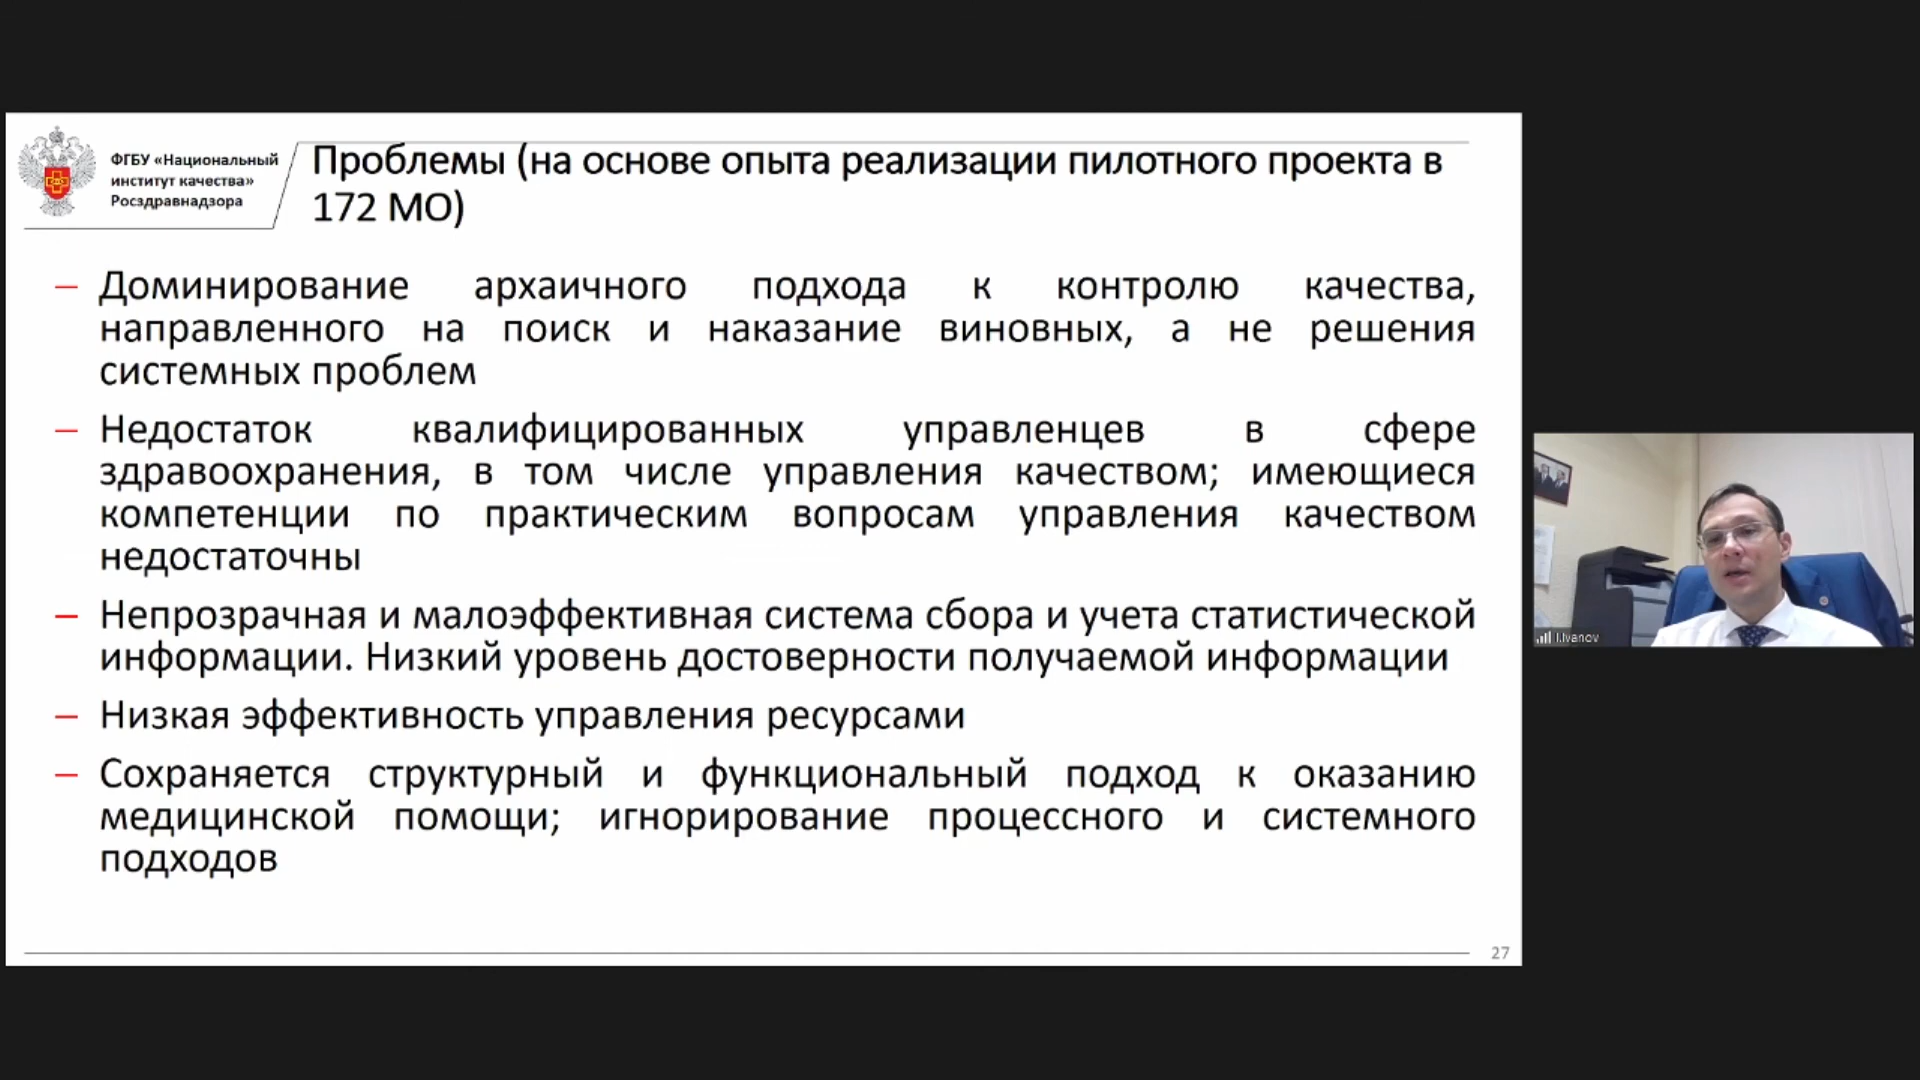 ФГБУ «Национальный
институт качества»
Росздравнадзора
Проблемы (на основе опыта реализации пилотного проекта в
172 МО)
– Доминирование архаичного подхода к контролю качества,
направленного на поиск и наказание виновных, а не решения
системных проблем
– Недостаток квалифицированных управленцев в сфере
здравоохранения, в том числе управления качеством; имеющиеся
компетенции по практическим вопросам управления качеством
недостаточны
– Непрозрачная и малоэффективная система сбора и учета статистической
информации. Низкий уровень достоверности получаемой информации
– Низкая эффективность управления ресурсами
– Сохраняется структурный и функциональный подход к оказанию
медицинской помощи; игнорирование процессного и системного
подходов
27
I.Ivanov